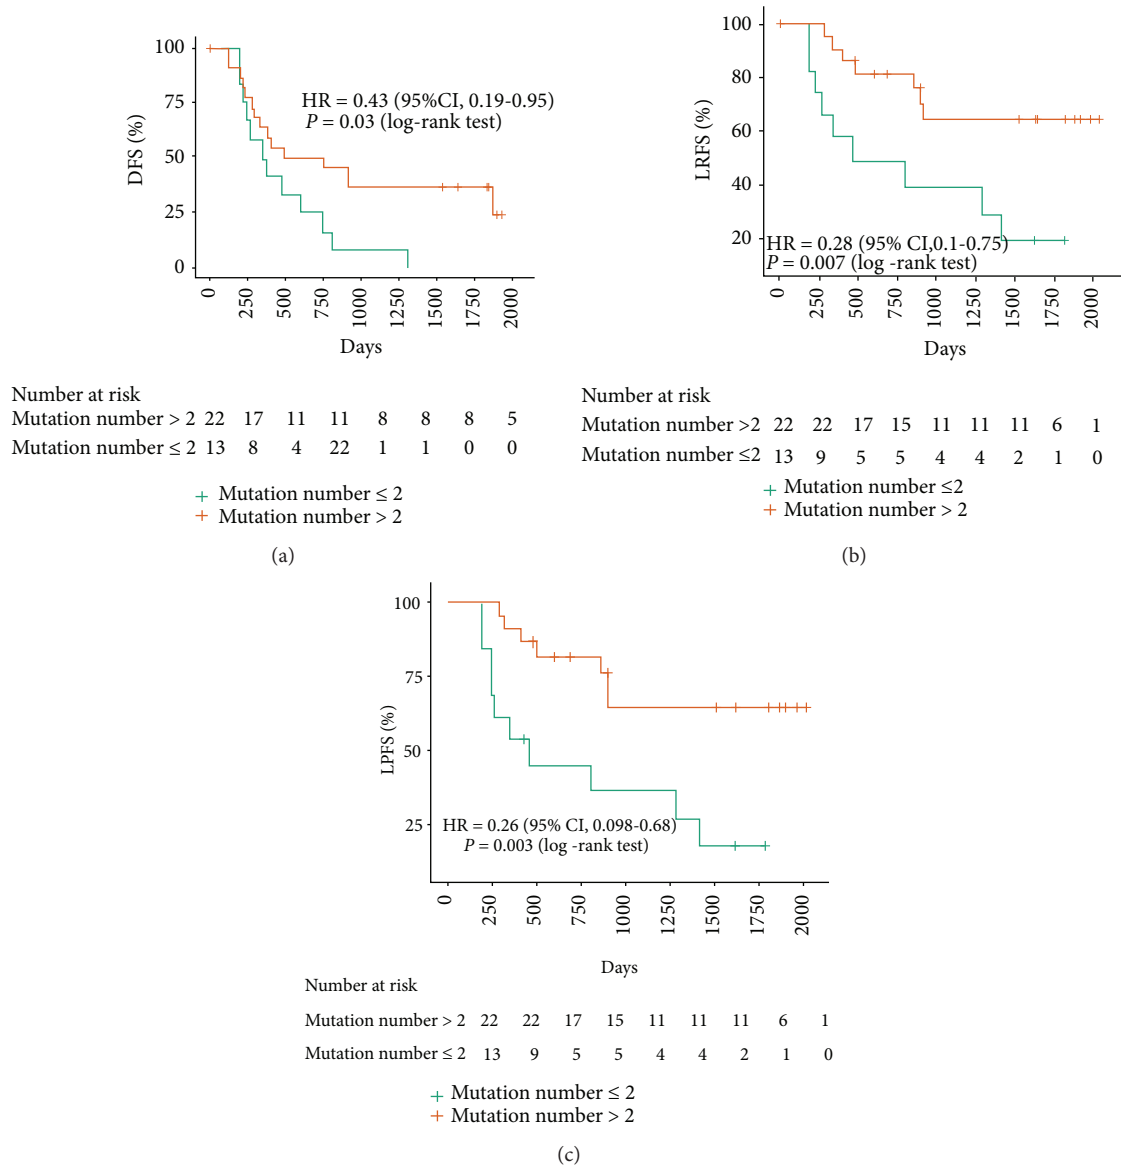 100
75
50
25
0
DFS (%)
HR = 0.43 (95%CI, 0.19-0.95)
P = 0.03 (log-rank test)
0 250 500 750 1000 1250 1500 1750 2000
Days
Number at risk
Mutation number > 2 22 17 11 11 8 8 8 5
Mutation number ≤ 2 13 8 4 22 1 1 0 0
Mutation number ≤ 2
Mutation number > 2
(a)
100
80
60
40
20
LRFS (%)
HR = 0.28 (95% CI,0.1-0.75)
P = 0.007 (log -rank test)
0 250 500 750 1000 1250 1500 1750 2000
Days
Number at risk
Mutation number >2 22 22 17 15 11 11 11 6 1
Mutation number ≤2 13 9 5 5 4 4 2 1 0
Mutation number ≤2
Mutation number > 2
(b)
100
75
50
25
LPFS (%)
HR = 0.26 (95% CI, 0.098-0.68)
P = 0.003 (log -rank test)
0 250 500 750 1000 1250 1500 1750 2000
Days
Number at risk
Mutation number > 2 22 22 17 15 11 11 11 6 1
Mutation number ≤ 2 13 9 5 5 4 4 2 1 0
Mutation number ≤ 2
Mutation number > 2
(c)